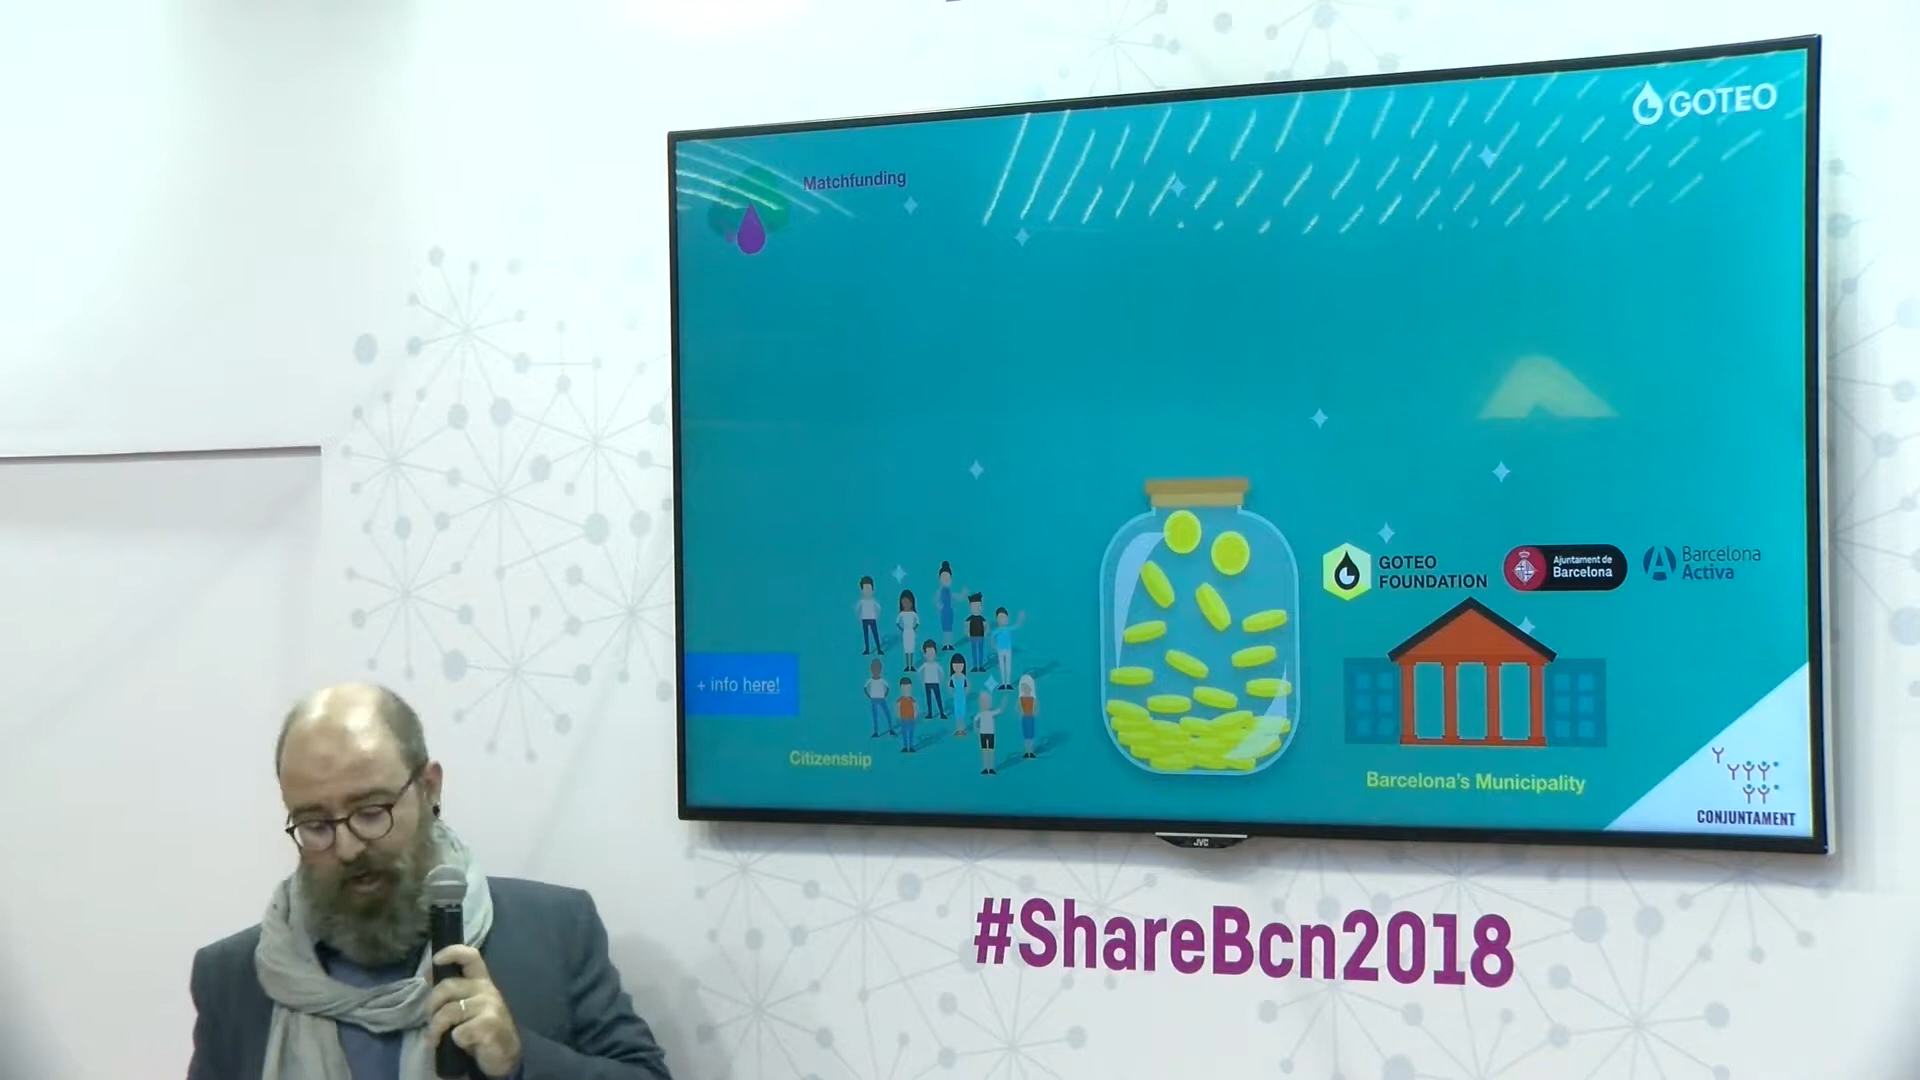 GOTEO
Matchfunding
GOTEO
FOUNDATION
Ajuntament de
Barcelona
Barcelona
Activa
+ info here!
Citizenship
Barcelona's Municipality
CONJUNTAMENT
JVC
#ShareBcn2018